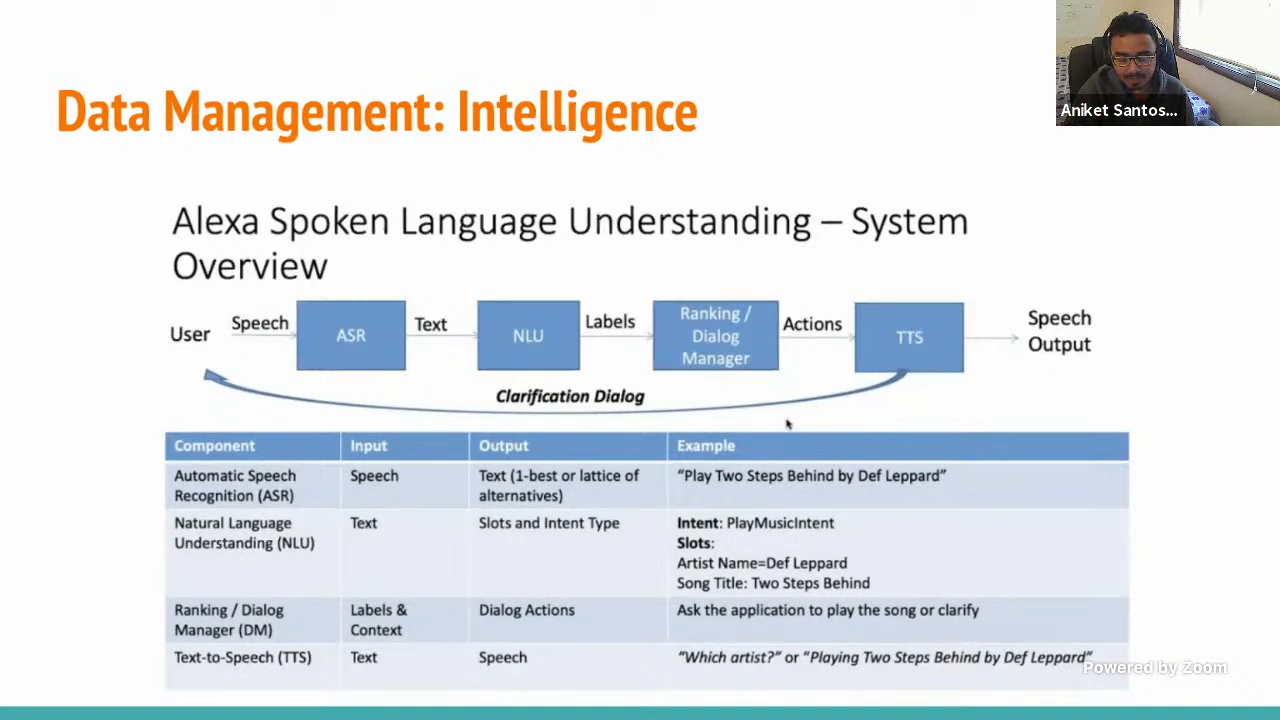 Data Management: Intelligence
Aniket Santos...
Alexa Spoken Language Understanding – System
Overview
User
Speech
ASR
Text
NLU
Labels
Ranking /
Dialog
Manager
Actions
TTS
Speech
Output
Clarification Dialog
Component Input Output Example
Automatic Speech Recognition (ASR) Speech Text (1-best or lattice of alternatives) “Play Two Steps Behind by Def Leppard”
Natural Language Understanding (NLU) Text Slots and Intent Type Intent: PlayMusicIntent
Slots:
Artist Name=Def Leppard
Song Title: Two Steps Behind
Ranking / Dialog Manager (DM) Labels & Context Dialog Actions Ask the application to play the song or clarify
Text-to-Speech (TTS) Text Speech “Which artist?” or “Playing Two Steps Behind by Def Leppard”
Powered by Zoom